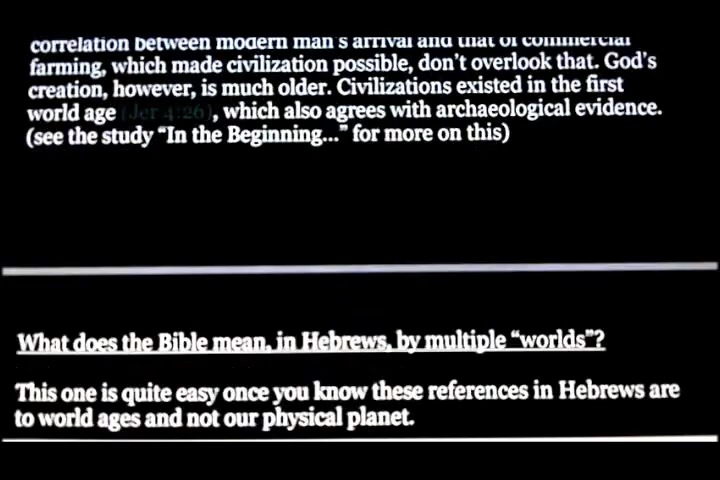 correlation between modern man's arrival and that of commercial
farming, which made civilization possible, don't overlook that. God's
creation, however, is much older. Civilizations existed in the first
world age (Jer 4:26), which also agrees with archaeological evidence.
(see the study “In the Beginning...” for more on this)
What does the Bible mean, in Hebrews, by multiple “worlds”?
This one is quite easy once you know these references in Hebrews are
to world ages and not our physical planet.